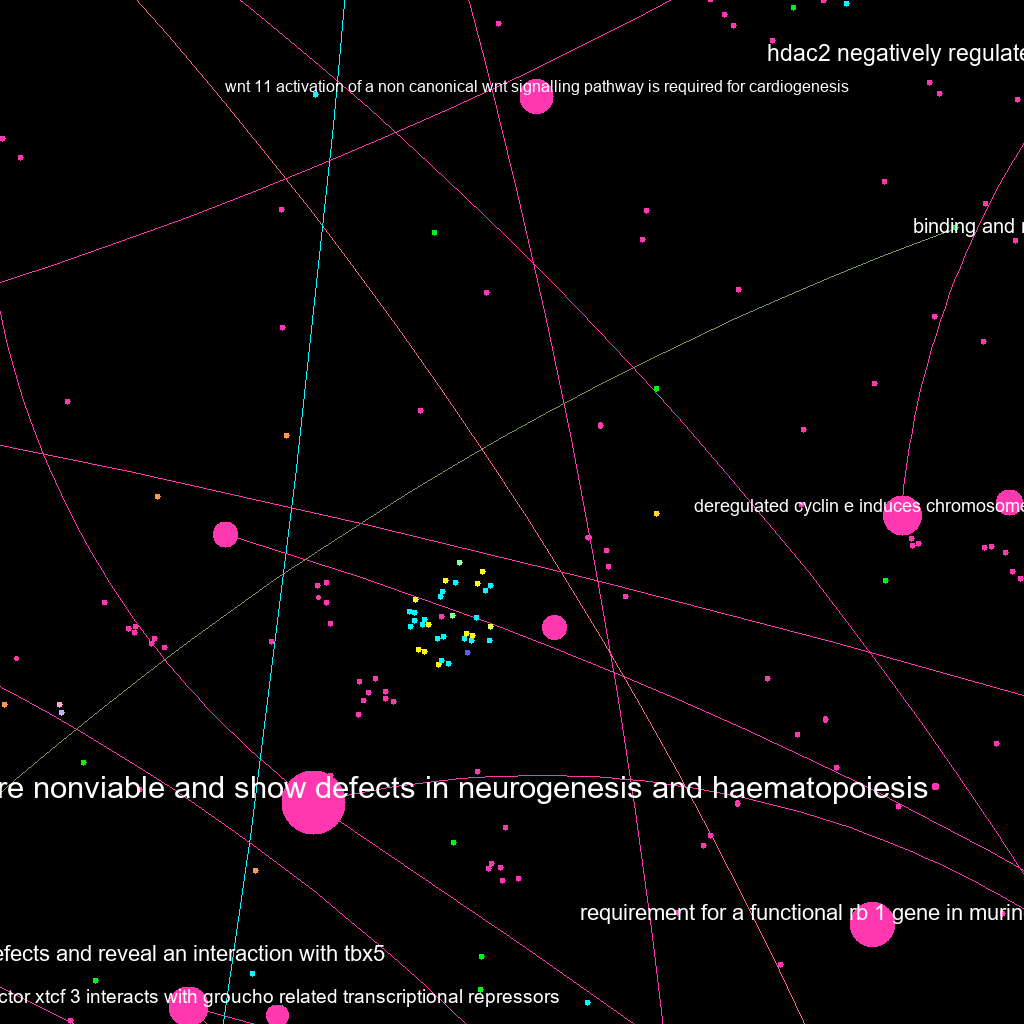 hdac2 negatively regulate
wnt 11 activation of a non canonical wnt signalling pathway is required for cardiogenesis
binding and
deregulated cyclin e induces chromosome
re nonviable and show defects in neurogenesis and haematopoiesis
requirement for a functional rb 1 gene in murin
efects and reveal an interaction with tbx5
ctor xtcf 3 interacts with groucho related transcriptional repressors